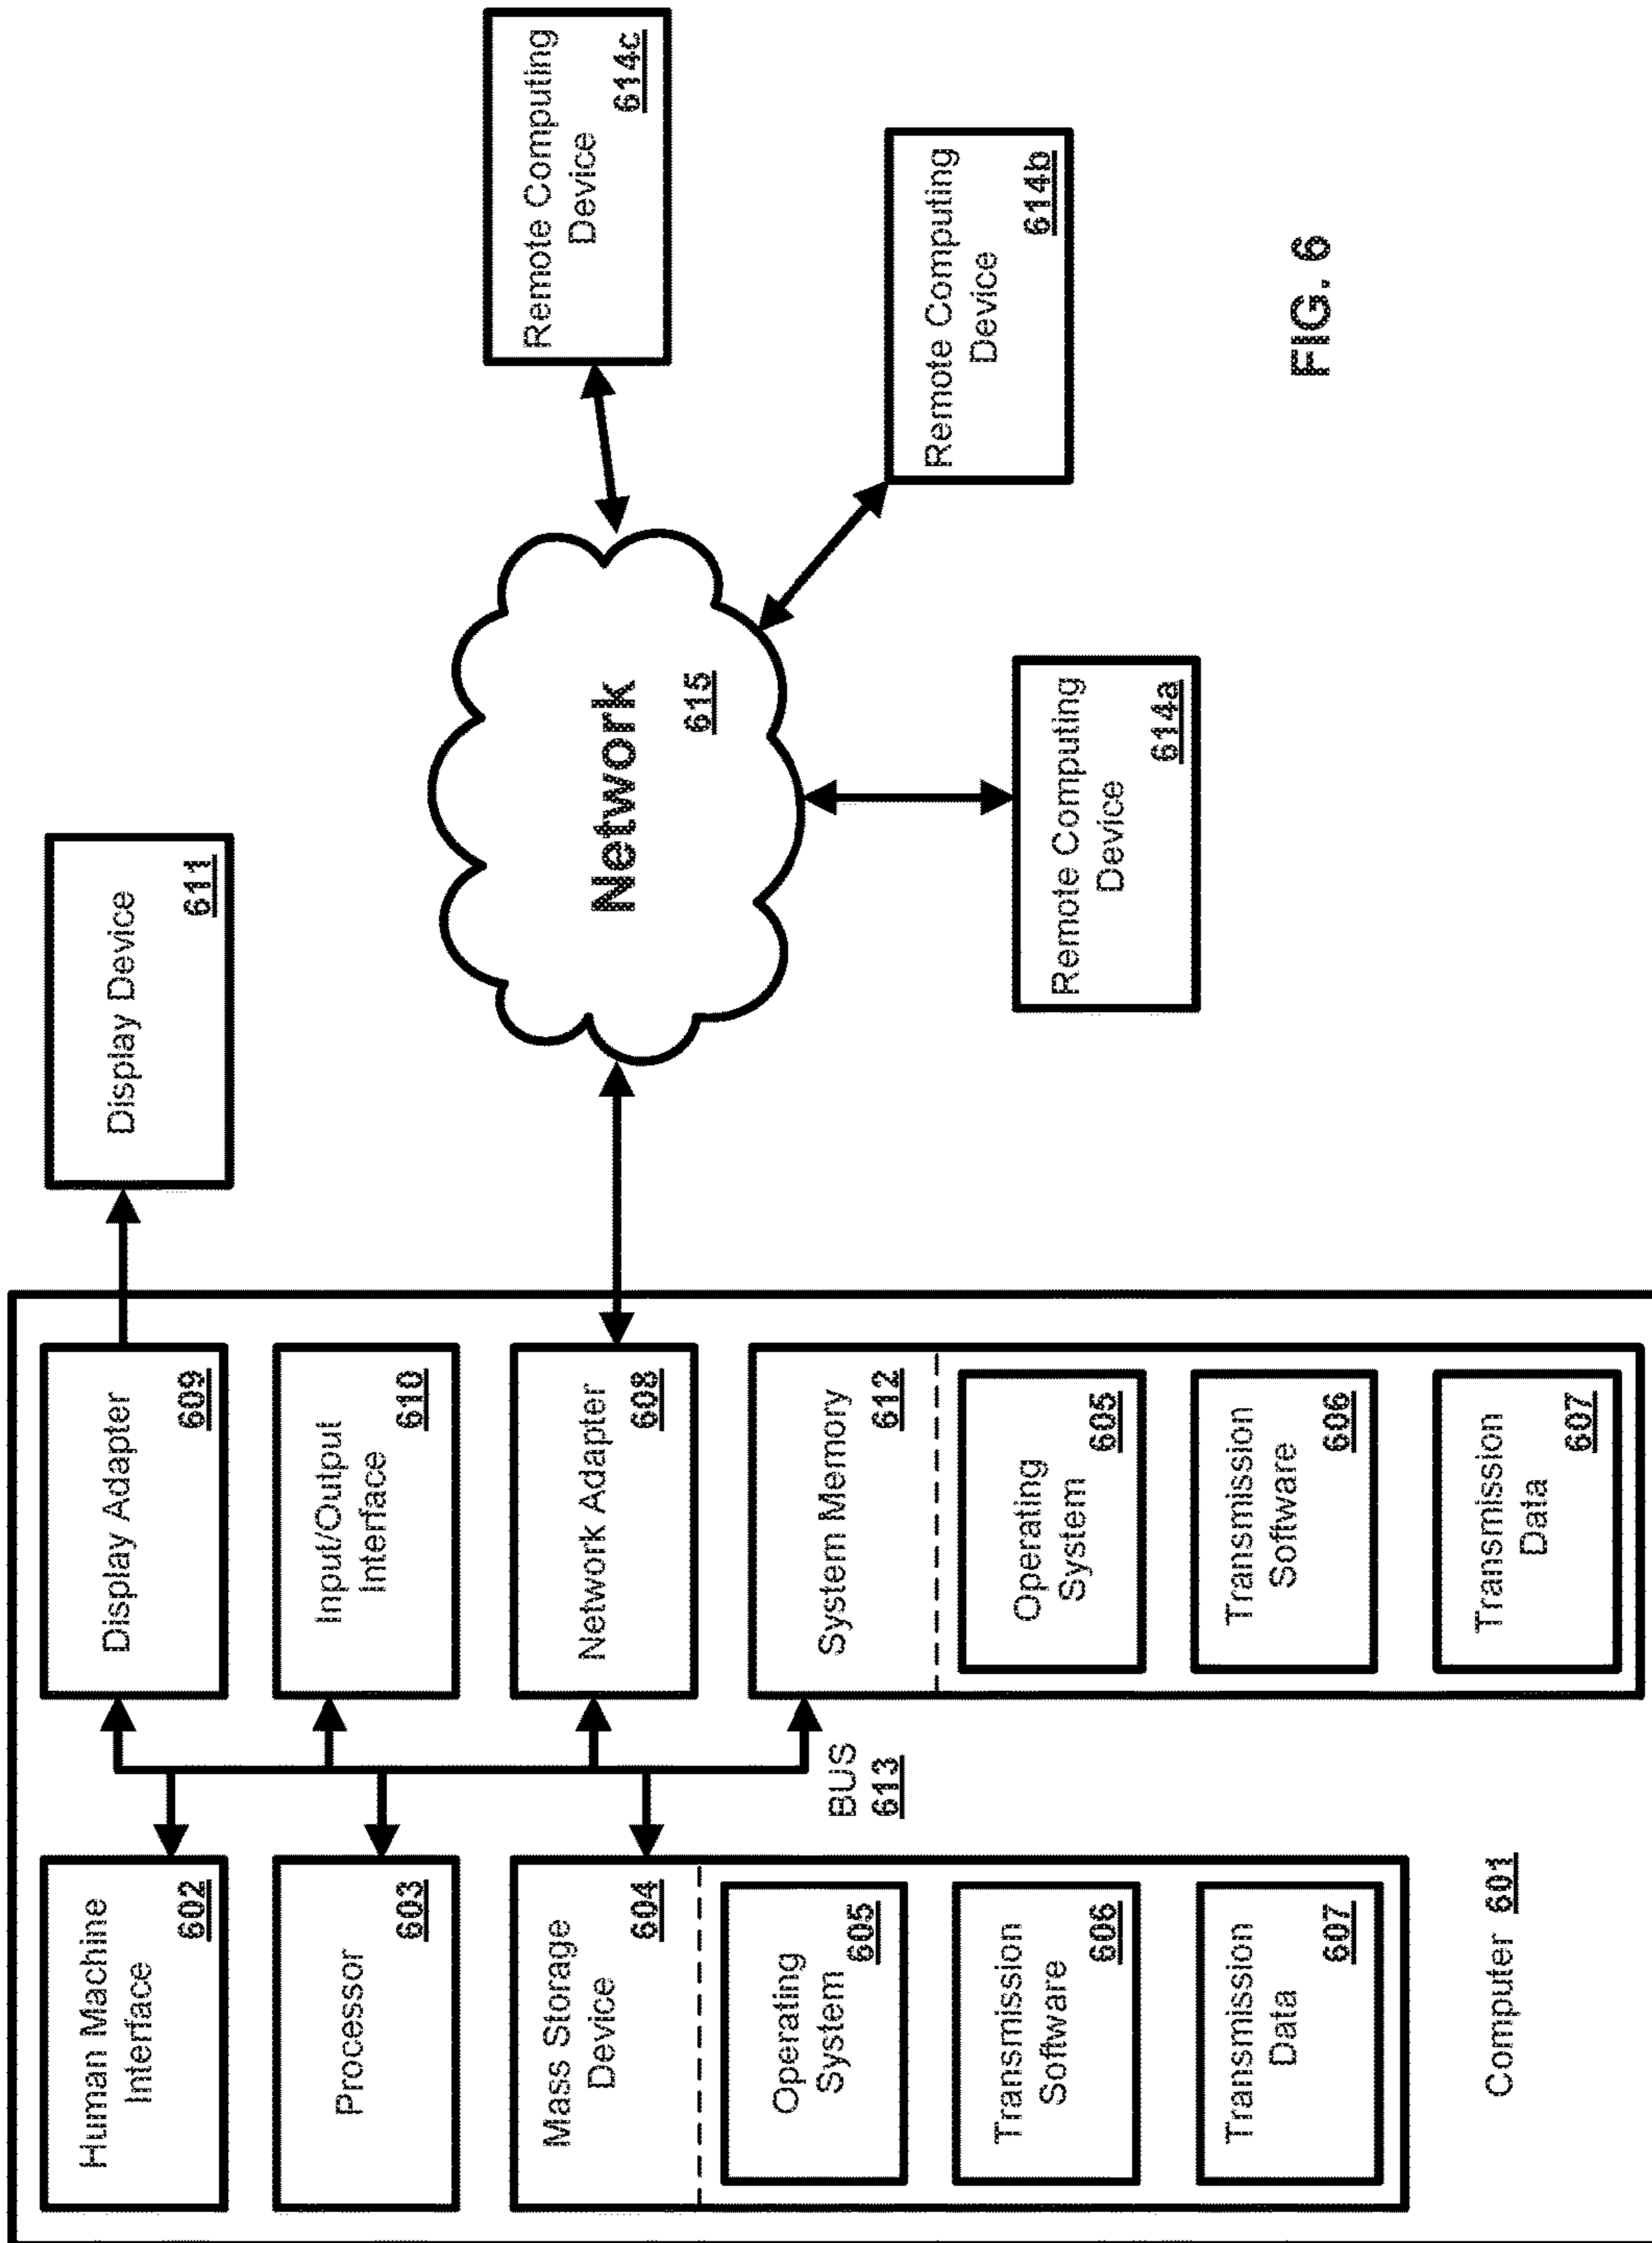 Human Machine
Interface
602
Processor
603
Mass Storage
Device
604
Operating
System
605
Transmission
Software
606
Transmission
Data
607
Computer 601
BUS
613
Display Adapter
609
Input/Output
Interface
610
Network Adapter
608
System Memory
612
Operating
System
605
Transmission
Software
606
Transmission
Data
607
Display Device
611
Network
615
Remote Computing
Device
614a
Remote Computing
Device
614b
Remote Computing
Device
614c
FIG. 6